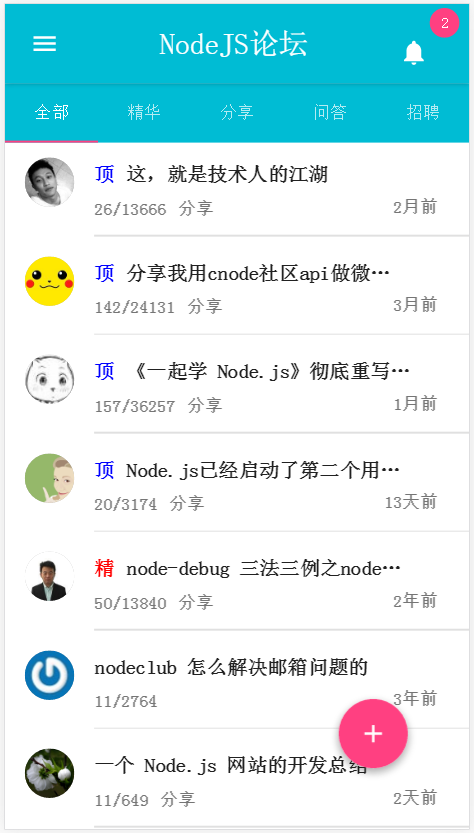 NodeJS论坛
2
全部 精华 分享 问答 招聘
顶 这，就是技术人的江湖
26/13666 分享 2月前
顶 分享我用cnode社区api做微…
142/24131 分享 3月前
顶 《一起学 Node.js》彻底重写…
157/36257 分享 1月前
顶 Node.js已经启动了第二个用…
20/3174 分享 13天前
精 node-debug 三法三例之node…
50/13840 分享 2年前
nodeclub 怎么解决邮箱问题的
11/2764 3年前
一个 Node.js 网站的开发总结
11/649 分享 2天前